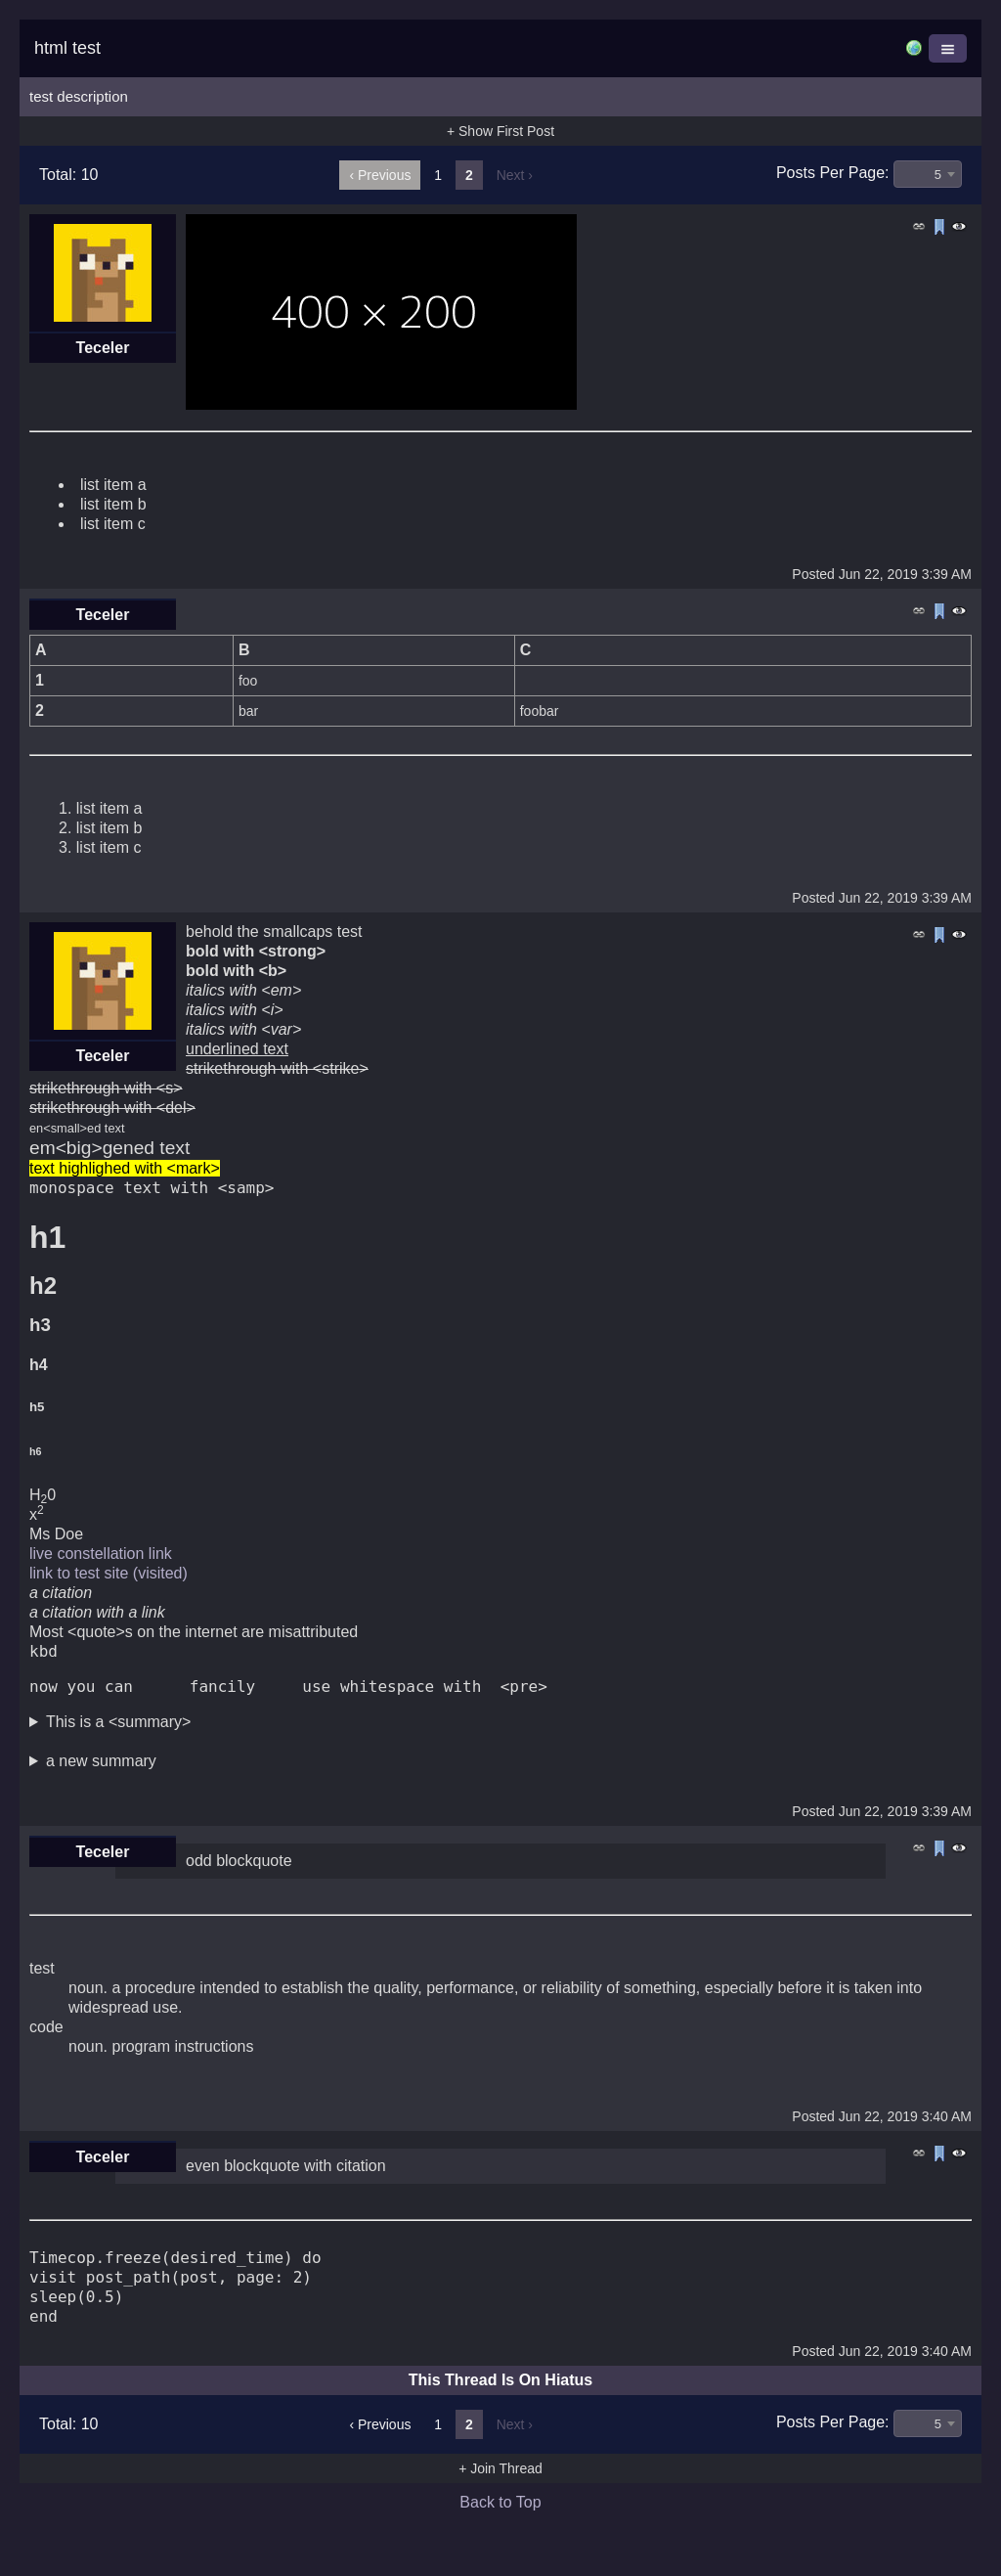 html test
test description
+ Show First Post
Total: 10 ‹ Previous 1 2 Next › Posts Per Page: 5
400 × 200
Teceler
• list item a
• list item b
• list item c
Posted Jun 22, 2019 3:39 AM
Teceler
A B C
1 foo
2 bar foobar
1. list item a
2. list item b
3. list item c
Posted Jun 22, 2019 3:39 AM
Teceler
behold the smallcaps test
bold with <strong>
bold with <b>
italics with <em>
italics with <i>
italics with <var>
underlined text
strikethrough with <strike>
strikethrough with <s>
strikethrough with <del>
en<small>ed text
em<big>gened text
text highlighed with <mark>
monospace text with <samp>
h1
h2
h3
h4
h5
h6
H20
x2
Ms Doe
live constellation link
link to test site (visited)
a citation
a citation with a link
Most <quote>s on the internet are misattributed
kbd
now you can      fancily     use whitespace with  <pre>
This is a <summary>
a new summary
Posted Jun 22, 2019 3:39 AM
Teceler
odd blockquote
test
noun. a procedure intended to establish the quality, performance, or reliability of something, especially before it is taken into
widespread use.
code
noun. program instructions
Posted Jun 22, 2019 3:40 AM
Teceler
even blockquote with citation
Timecop.freeze(desired_time) do
visit post_path(post, page: 2)
sleep(0.5)
end
Posted Jun 22, 2019 3:40 AM
This Thread Is On Hiatus
Total: 10 ‹ Previous 1 2 Next › Posts Per Page: 5
+ Join Thread
Back to Top